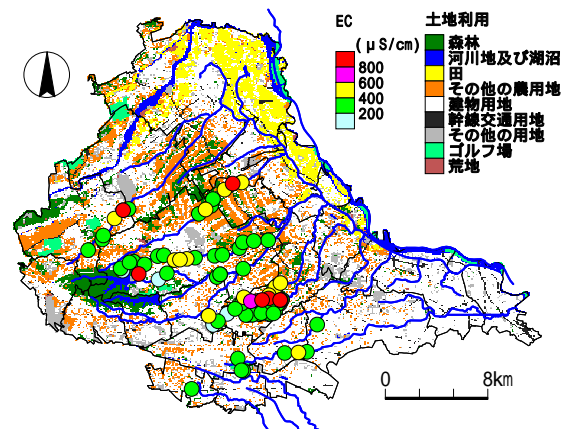 EC
(μS/cm)
800
600
400
200
土地利用
森林
河川地及び湖沼
田
その他の農用地
建物用地
幹線交通用地
その他の用地
ゴルフ場
荒地
0 8km